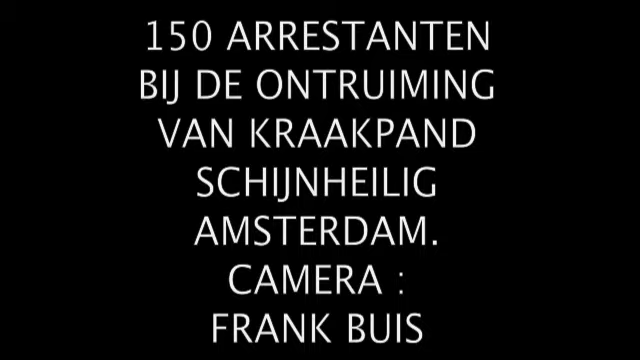 150 ARRESTANTEN
BIJ DE ONTRUIMING
VAN KRAAKPAND
SCHIJNHEILIG
AMSTERDAM.
CAMERA :
FRANK BUIS